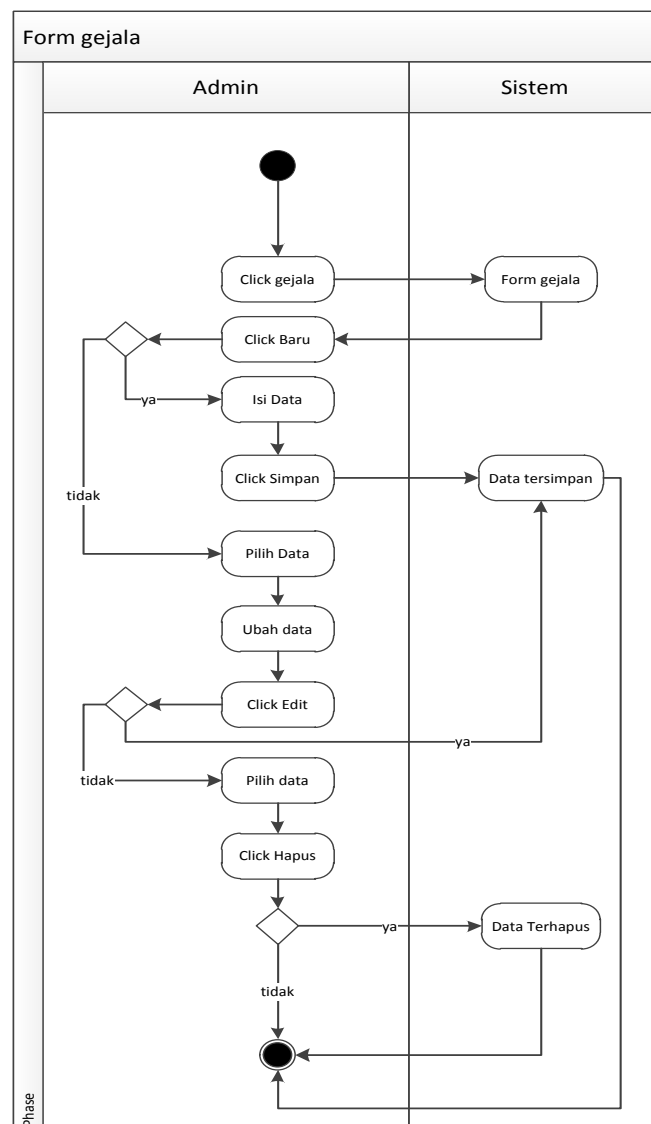 Form gejala
Admin
Sistem
Click gejala
Form gejala
Click Baru
ya
Isi Data
Click Simpan
Data tersimpan
tidak
Pilih Data
Ubah data
Click Edit
ya
tidak
Pilih data
Click Hapus
ya
Data Terhapus
tidak
Phase